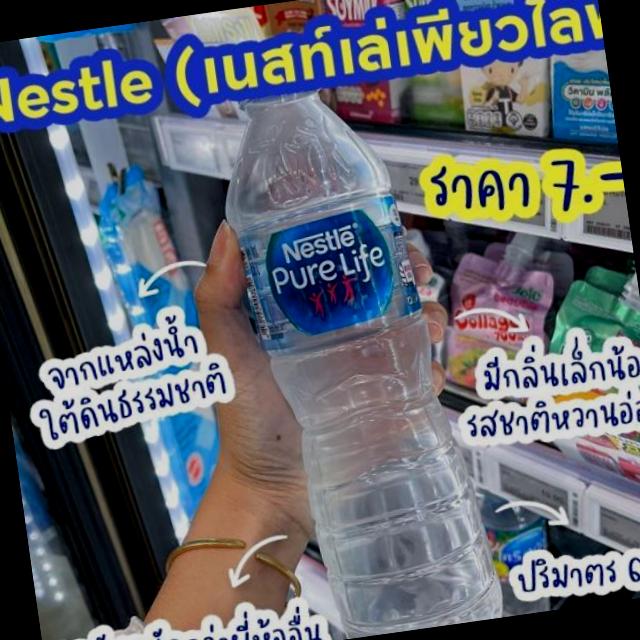 Nestle (เนสท์เล่เพียวไล
SOYMILK
ราคา 7.-
Nestlé
Pure Life
จากแหล่งน้ำ
ใต้ดินธรรมชาติ
มีกลิ่นเล็กน้อ
รสชาติหวานอ่
ปริมาตร 6